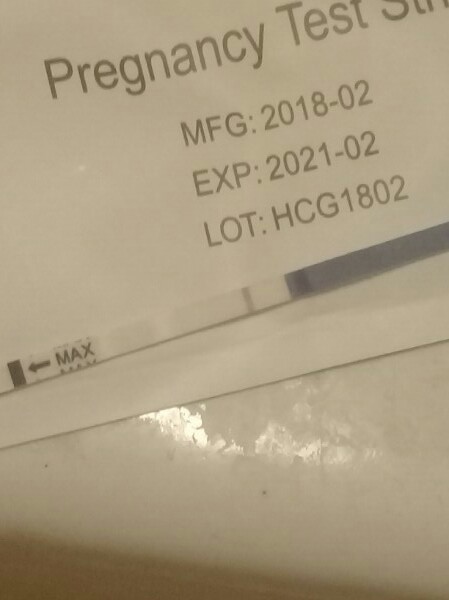 Pregnancy Test
MFG: 2018-02
EXP: 2021-02
LOT: HCG1802
MAX